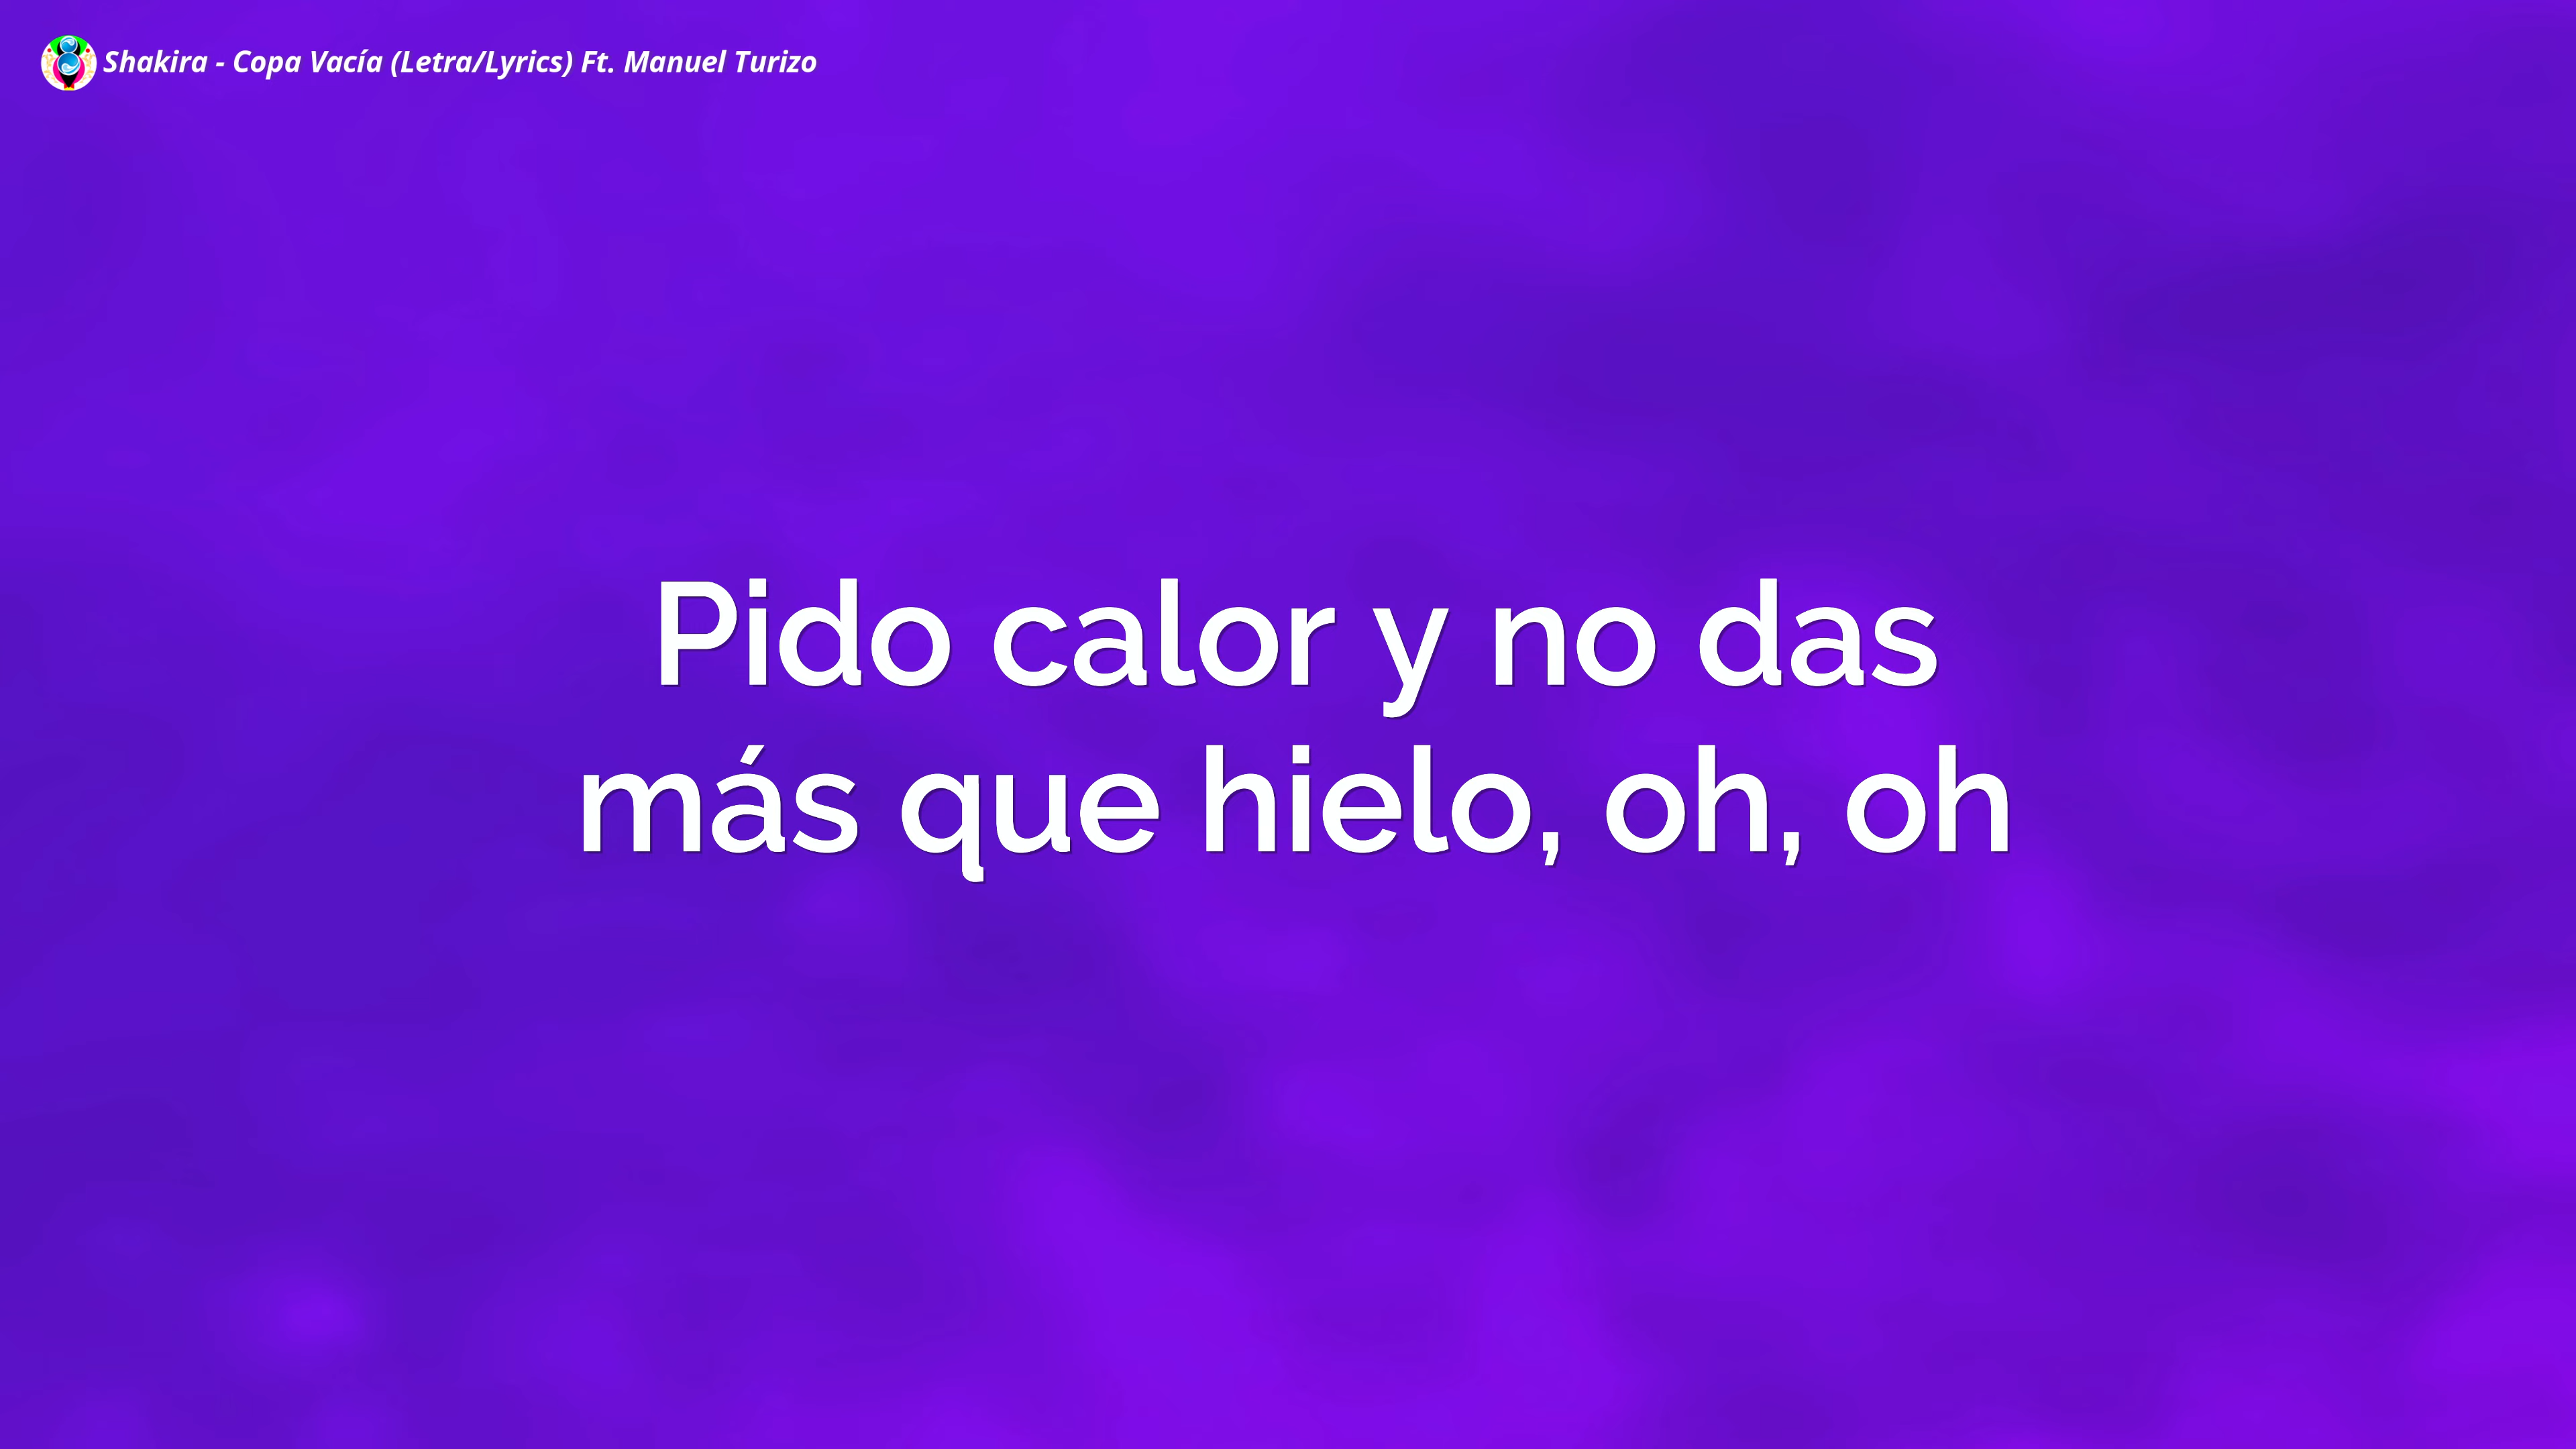 Shakira - Copa Vacía (Letra/Lyrics) Ft. Manuel Turizo
Pido calor y no das
más que hielo, oh, oh